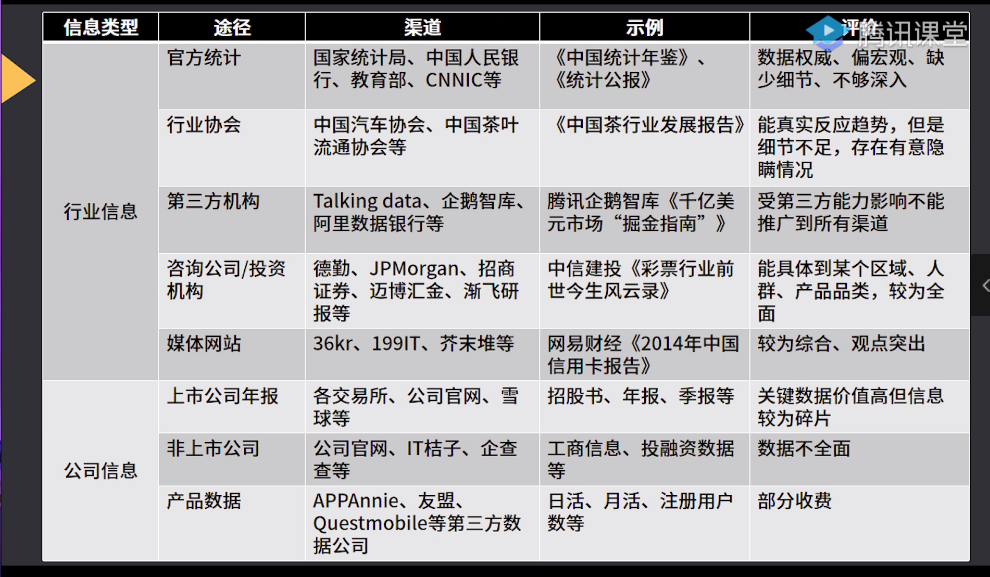 信息类型 途径 渠道 示例 评价
腾讯课堂
行业信息
官方统计
国家统计局、中国人民银
行、教育部、CNNIC等
《中国统计年鉴》、
《统计公报》
数据权威、偏宏观、缺
少细节、不够深入
行业协会
中国汽车协会、中国茶叶
流通协会等
《中国茶行业发展报告》
能真实反应趋势，但是
细节不足，存在有意隐
瞒情况
第三方机构
Talking data、企鹅智库、
阿里数据银行等
腾讯企鹅智库《千亿美
元市场“掘金指南”》
受第三方能力影响不能
推广到所有渠道
咨询公司/投资
机构
德勤、JPMorgan、招商
证券、迈博汇金、渐飞研
报等
中信建投《彩票行业前
世今生风云录》
能具体到某个区域、人
群、产品品类，较为全
面
媒体网站
36kr、199IT、芥末堆等
网易财经《2014年中国
信用卡报告》
较为综合、观点突出
公司信息
上市公司年报
各交易所、公司官网、雪
球等
招股书、年报、季报等
关键数据价值高但信息
较为碎片
非上市公司
公司官网、IT桔子、企查
查等
工商信息、投融资数据
等
数据不全面
产品数据
APPAnnie、友盟、
Questmobile等第三方数
据公司
日活、月活、注册用户
数等
部分收费